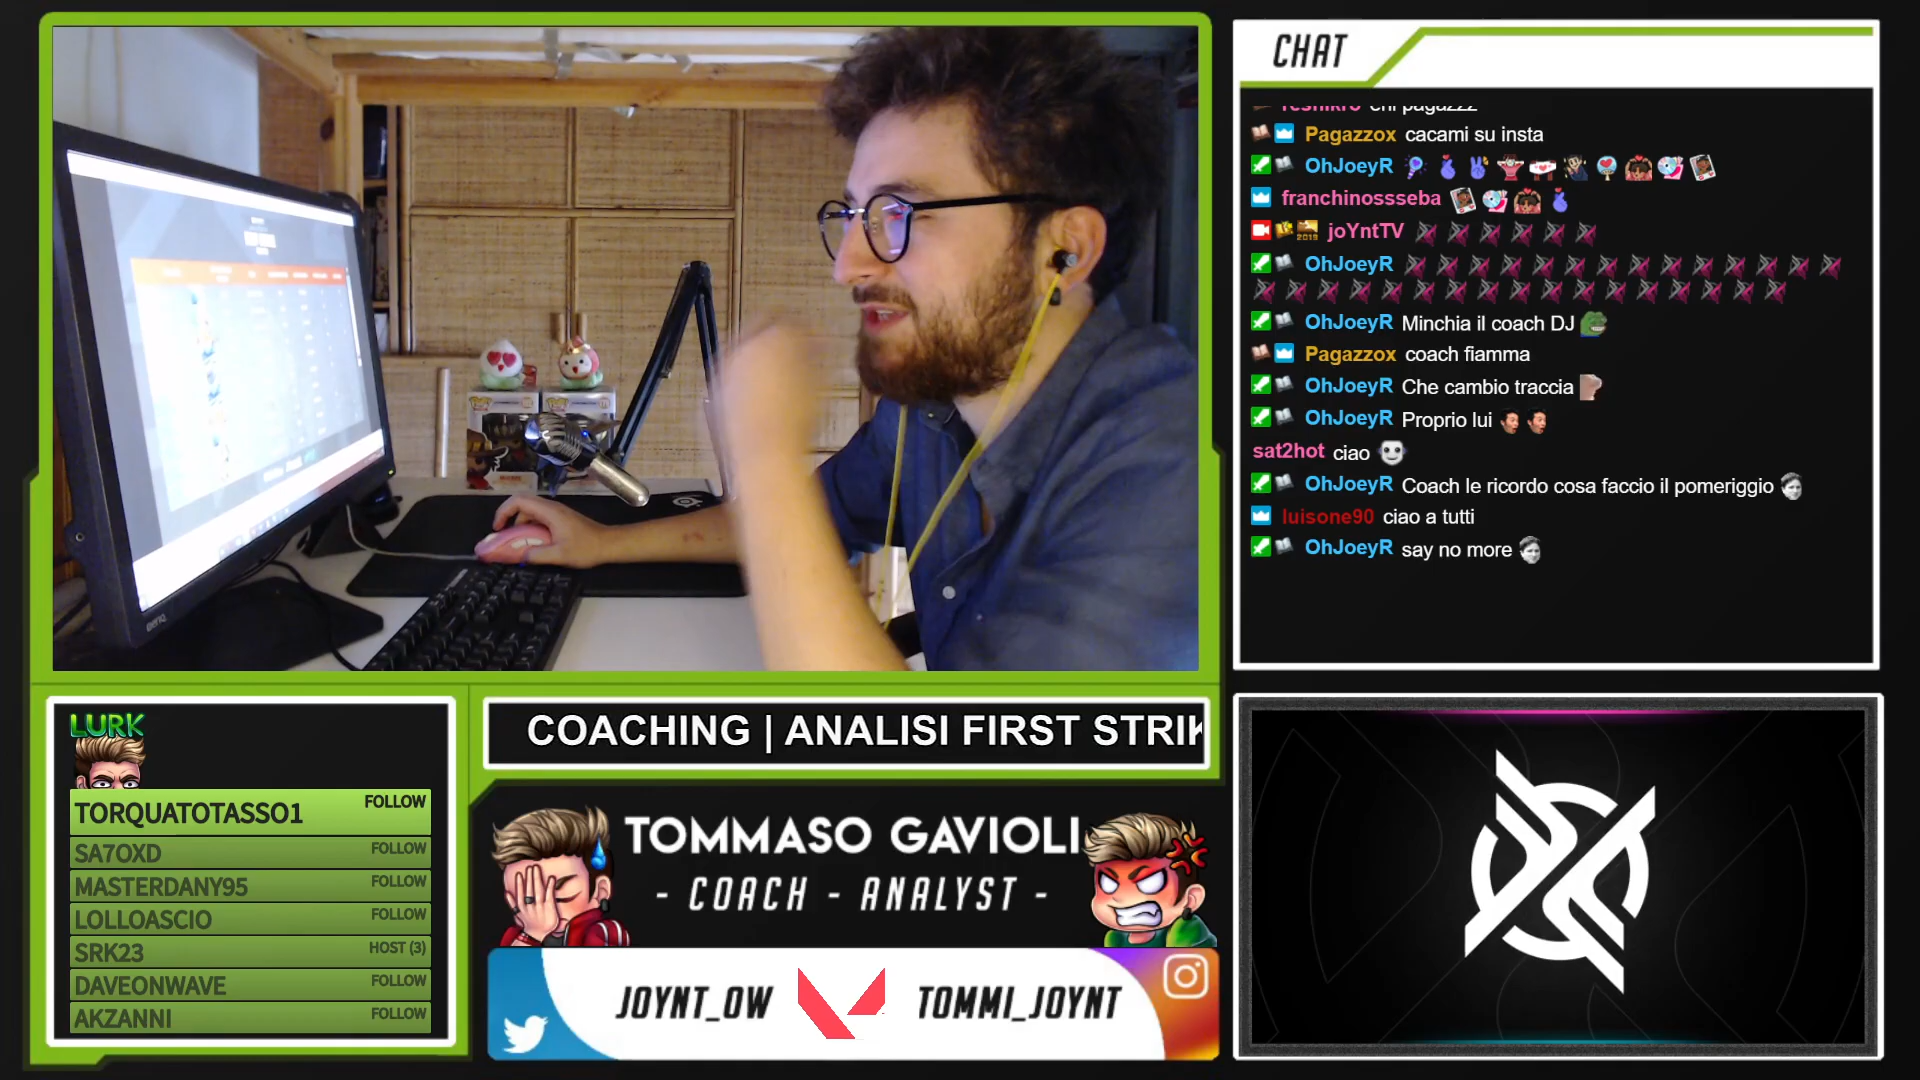 CHAT
Pagazzox cacami su insta
OhJoeyR
franchinossseba
2019 joYntTV
OhJoeyR
OhJoeyR Minchia il coach DJ
Pagazzox coach fiamma
OhJoeyR Che cambio traccia
OhJoeyR Proprio lui
sat2hot ciao
OhJoeyR Coach le ricordo cosa faccio il pomeriggio
luisone90 ciao a tutti
OhJoeyR say no more
LURK
TORQUATOTASSO1 FOLLOW
SA7OXD FOLLOW
MASTERDANY95 FOLLOW
LOLLOASCIO FOLLOW
SRK23 HOST (3)
DAVEONWAVE FOLLOW
AKZANNI FOLLOW
COACHING | ANALISI FIRST STRIK
TOMMASO GAVIOLI
- COACH - ANALYST -
JOYNT_OW
TOMMI_JOYNT